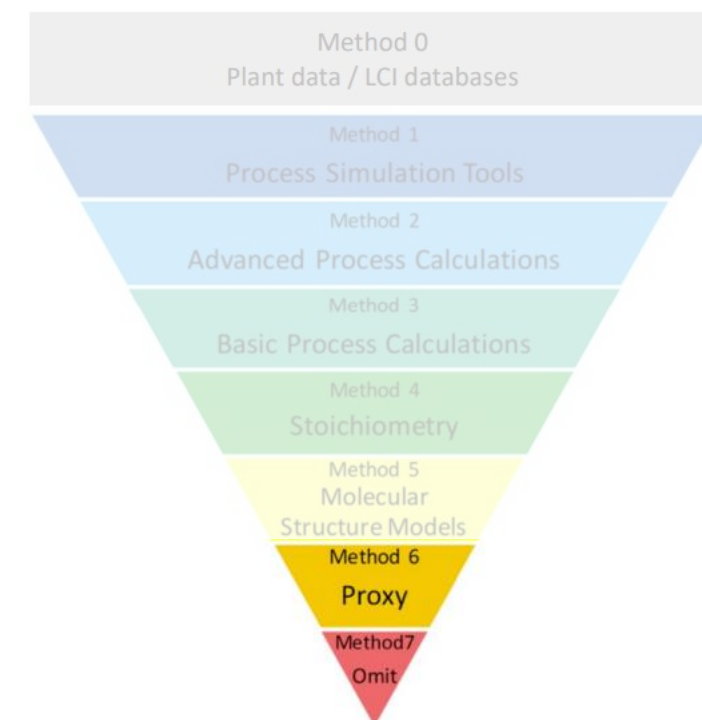 Method 0
Plant data / LCI databases
Method 1
Process Simulation Tools
Method 2
Advanced Process Calculations
Method 3
Basic Process Calculations
Method 4
Stoichiometry
Method 5
Molecular
Structure Models
Method 6
Proxy
Method7
Omit